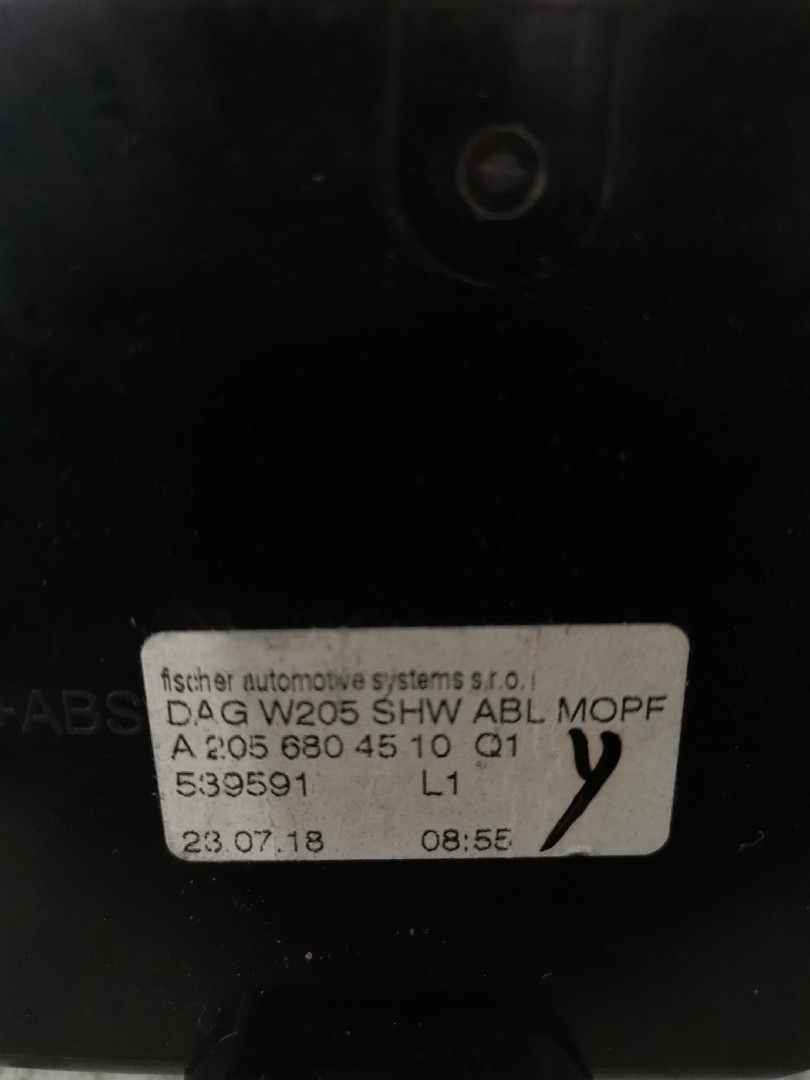 fischer automotive systems s.r.o.
+ABS
DAG W205 SHW ABL MOPF
A 205 680 45 10 Q1
539591 L1
y
23.07.18 08:55